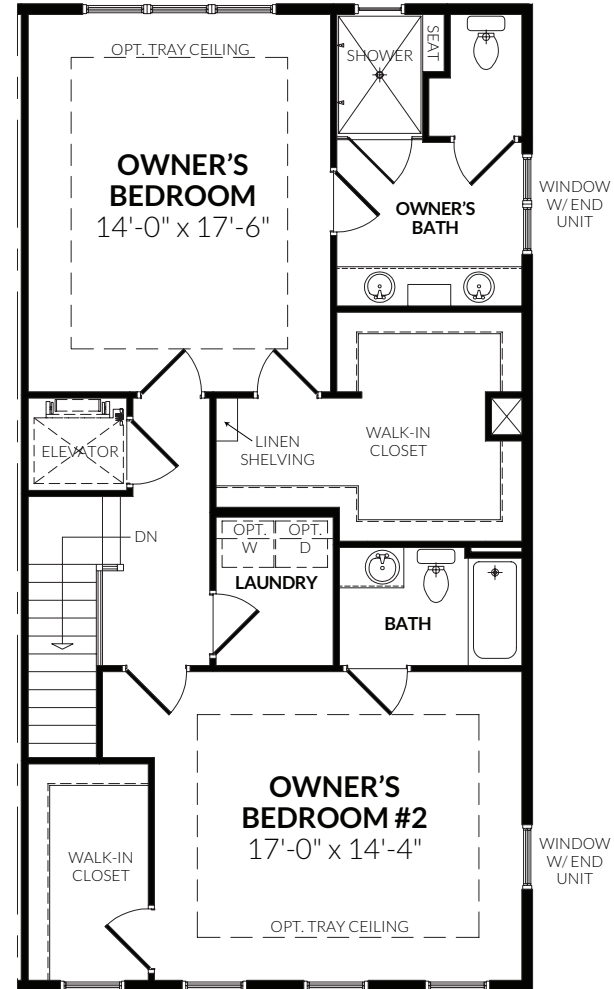 OPT. TRAY CEILING
OWNER'S
BEDROOM
14'-0" x 17'-6"
SHOWER
SEAT
OWNER'S
BATH
WINDOW
W/ END
UNIT
ELEVATOR
LINEN
SHELVING
WALK-IN
CLOSET
DN
OPT.
W
OPT.
D
LAUNDRY
BATH
OWNER'S
BEDROOM #2
17'-0" x 14'-4"
OPT. TRAY CEILING
WALK-IN
CLOSET
WINDOW
W/ END
UNIT